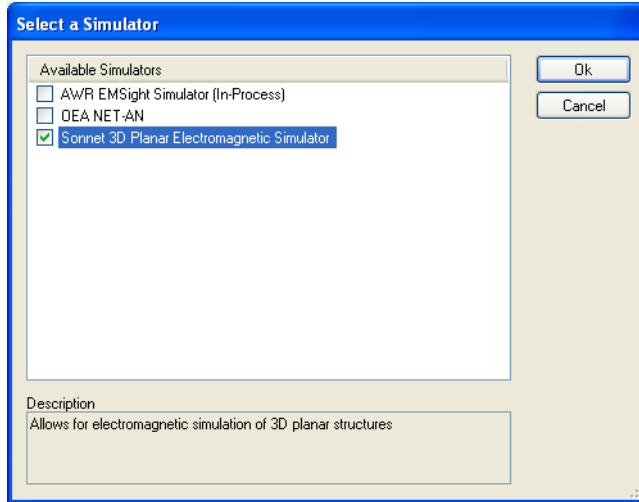 Select a Simulator
Available Simulators
Ok
AWR EMSight Simulator (In-Process)
OEA NET-AN
Cancel
Sonnet 3D Planar Electromagnetic Simulator
Description
Allows for electromagnetic simulation of 3D planar structures